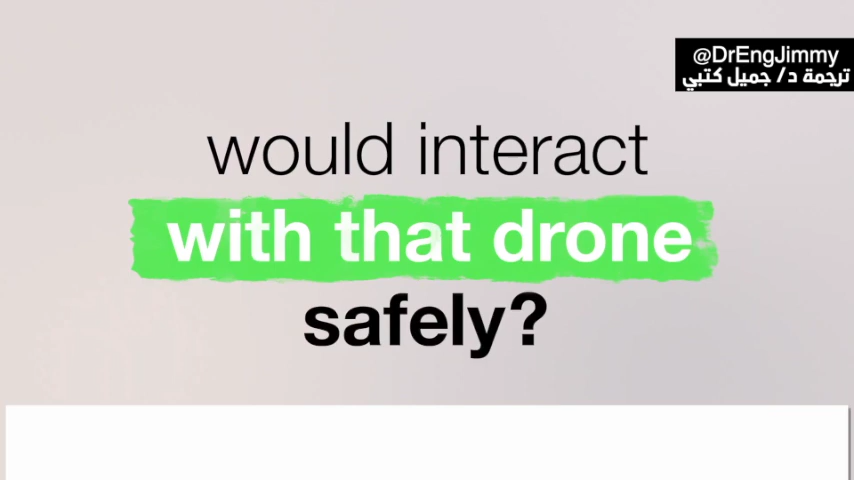 @DrEngJimmy
ترجمة د/ جميل كتبي
would interact
with that drone
safely?